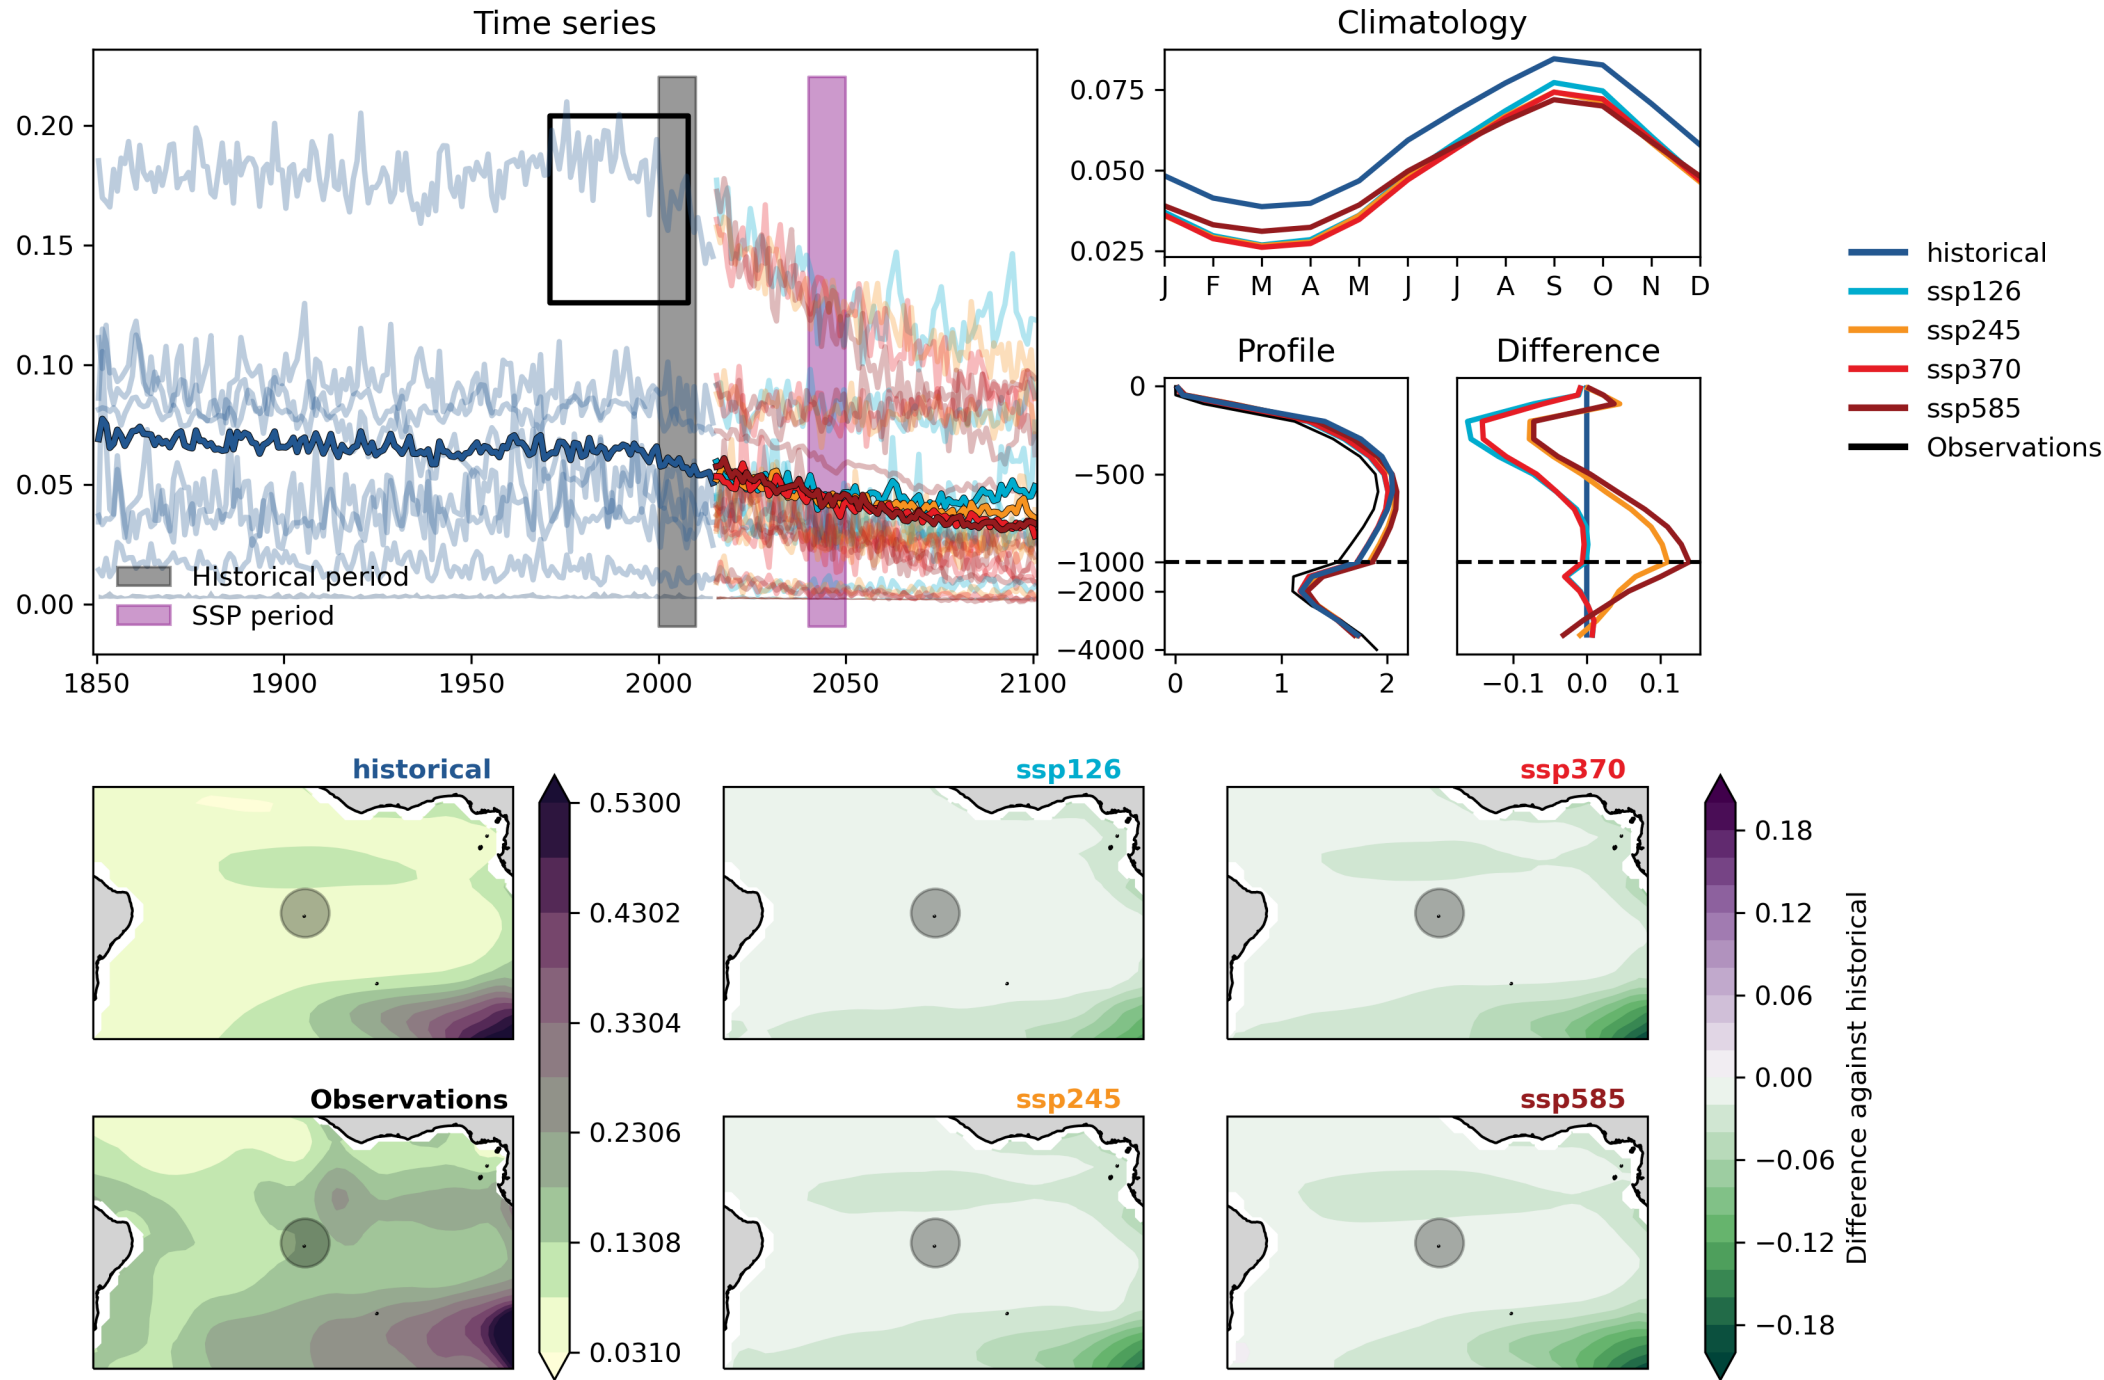 Time series
0.20
0.15
0.10
0.05
0.00
Historical period
SSP period
1850 1900 1950 2000 2050 2100
Climatology
0.075
0.050
0.025
J F M A M J J A S O N D
Profile
0
−500
−1000
−2000
−4000
0 1 2
Difference
−0.1 0.0 0.1
historical
ssp126
ssp245
ssp370
ssp585
Observations
historical
0.5300
0.4302
0.3304
0.2306
0.1308
0.0310
ssp126
ssp370
0.18
0.12
0.06
0.00
−0.06
−0.12
−0.18
Difference against historical
Observations
ssp245
ssp585